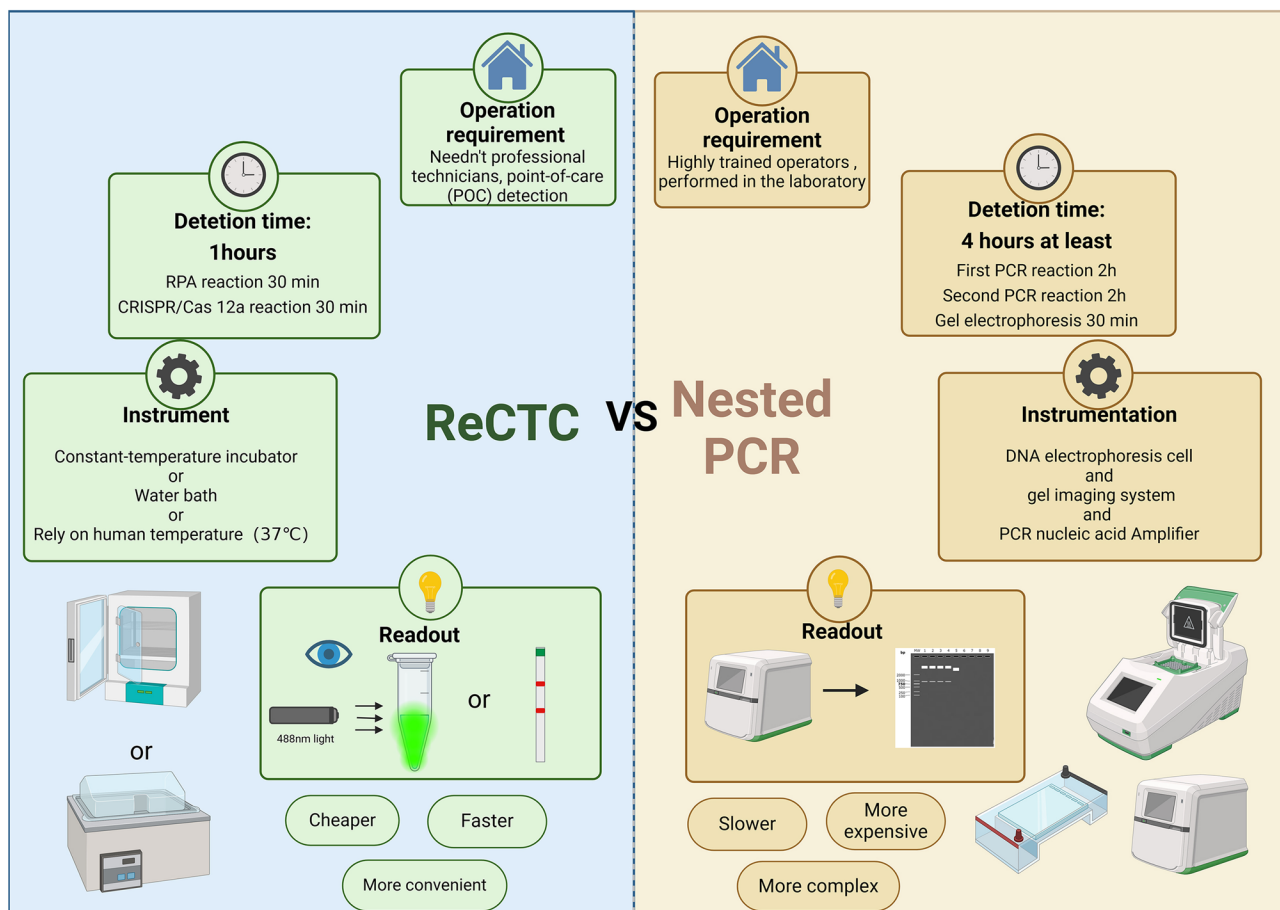 Operation
requirement
Needn't professional
technicians, point-of-care
(POC) detection
Detetion time:
1hours
RPA reaction 30 min
CRISPR/Cas 12a reaction 30 min
Instrument
Constant-temperature incubator
or
Water bath
or
Rely on human temperature (37℃)
or
Readout
488nm light
or
Cheaper
Faster
More convenient
ReCTC
VS
Nested
PCR
Operation
requirement
Highly trained operators ,
performed in the laboratory
Detetion time:
4 hours at least
First PCR reaction 2h
Second PCR reaction 2h
Gel electrophoresis 30 min
Instrumentation
DNA electrophoresis cell
and
gel imaging system
and
PCR nucleic acid Amplifier
Readout
Slower
More
expensive
More complex